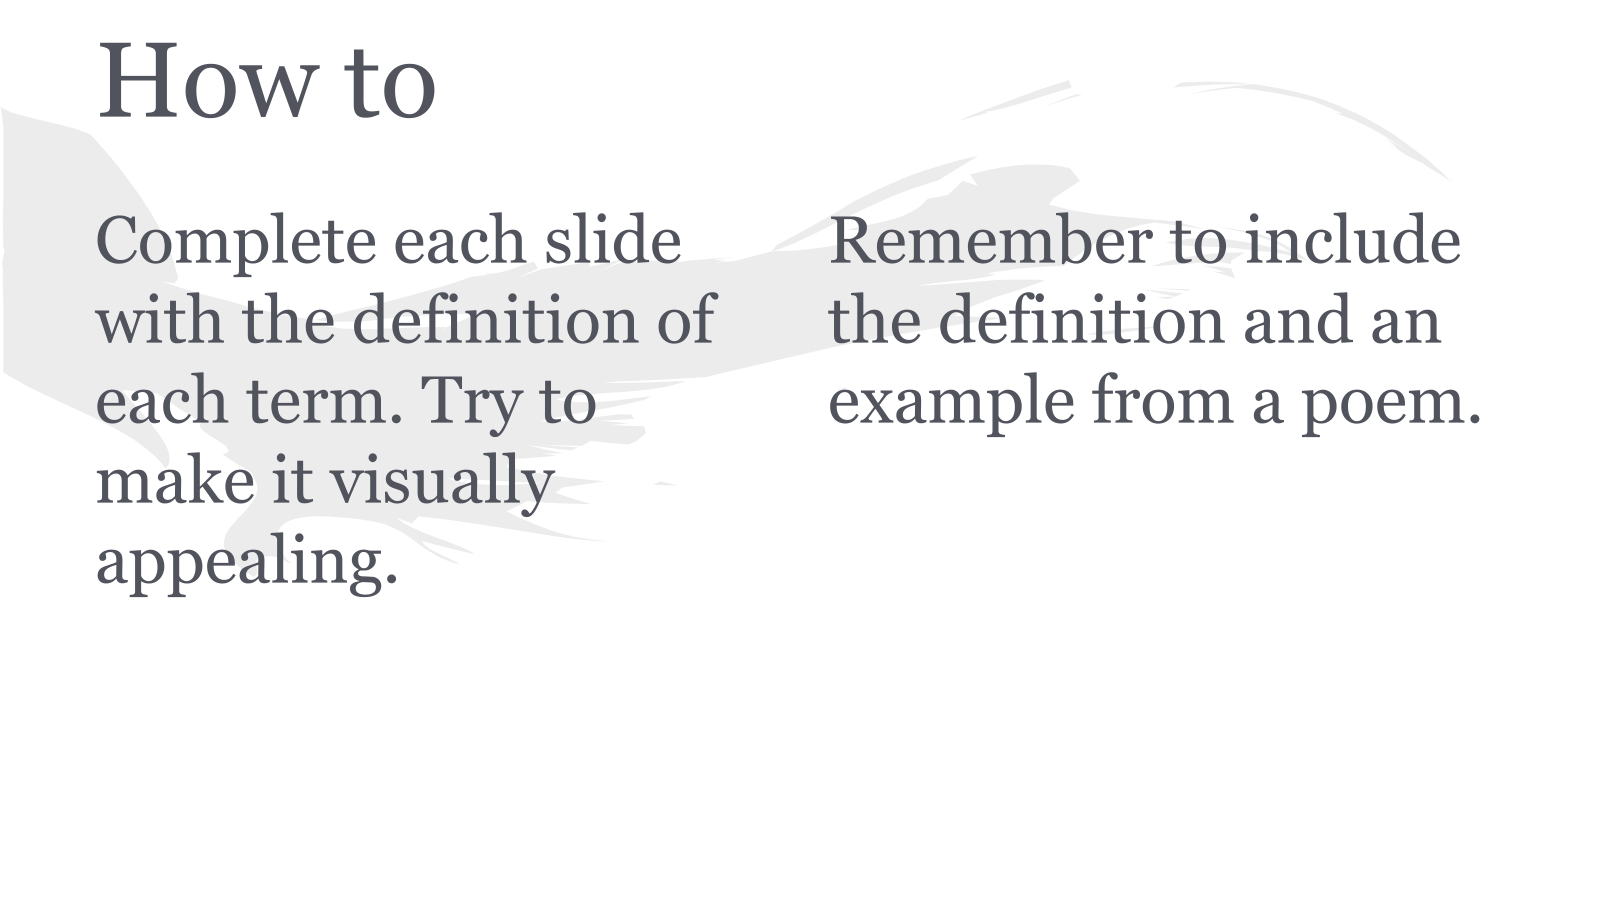 How to
Complete each slide
with the definition of
each term. Try to
make it visually
appealing.
Remember to include
the definition and an
example from a poem.